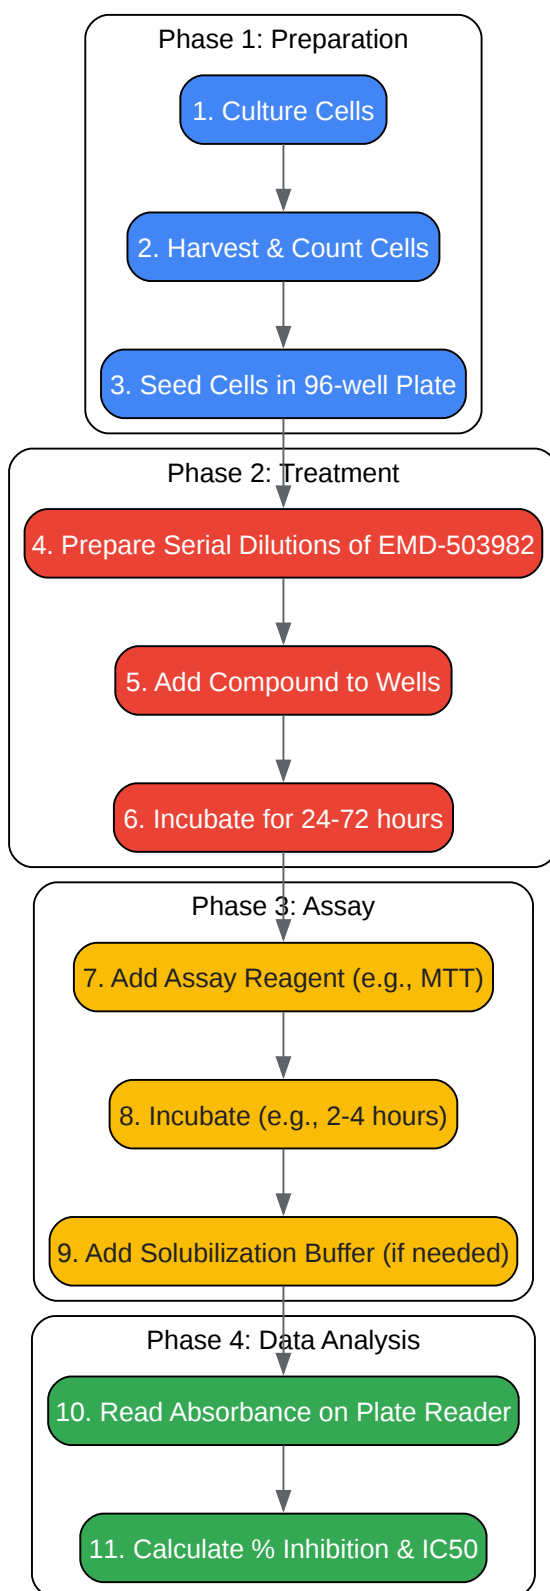 Phase 1: Preparation
1. Culture Cells
2. Harvest & Count Cells
3. Seed Cells in 96-well Plate
Phase 2: Treatment
4. Prepare Serial Dilutions of EMD-503982
5. Add Compound to Wells
6. Incubate for 24-72 hours
Phase 3: Assay
7. Add Assay Reagent (e.g., MTT)
8. Incubate (e.g., 2-4 hours)
9. Add Solubilization Buffer (if needed)
Phase 4: Data Analysis
10. Read Absorbance on Plate Reader
11. Calculate % Inhibition & IC50